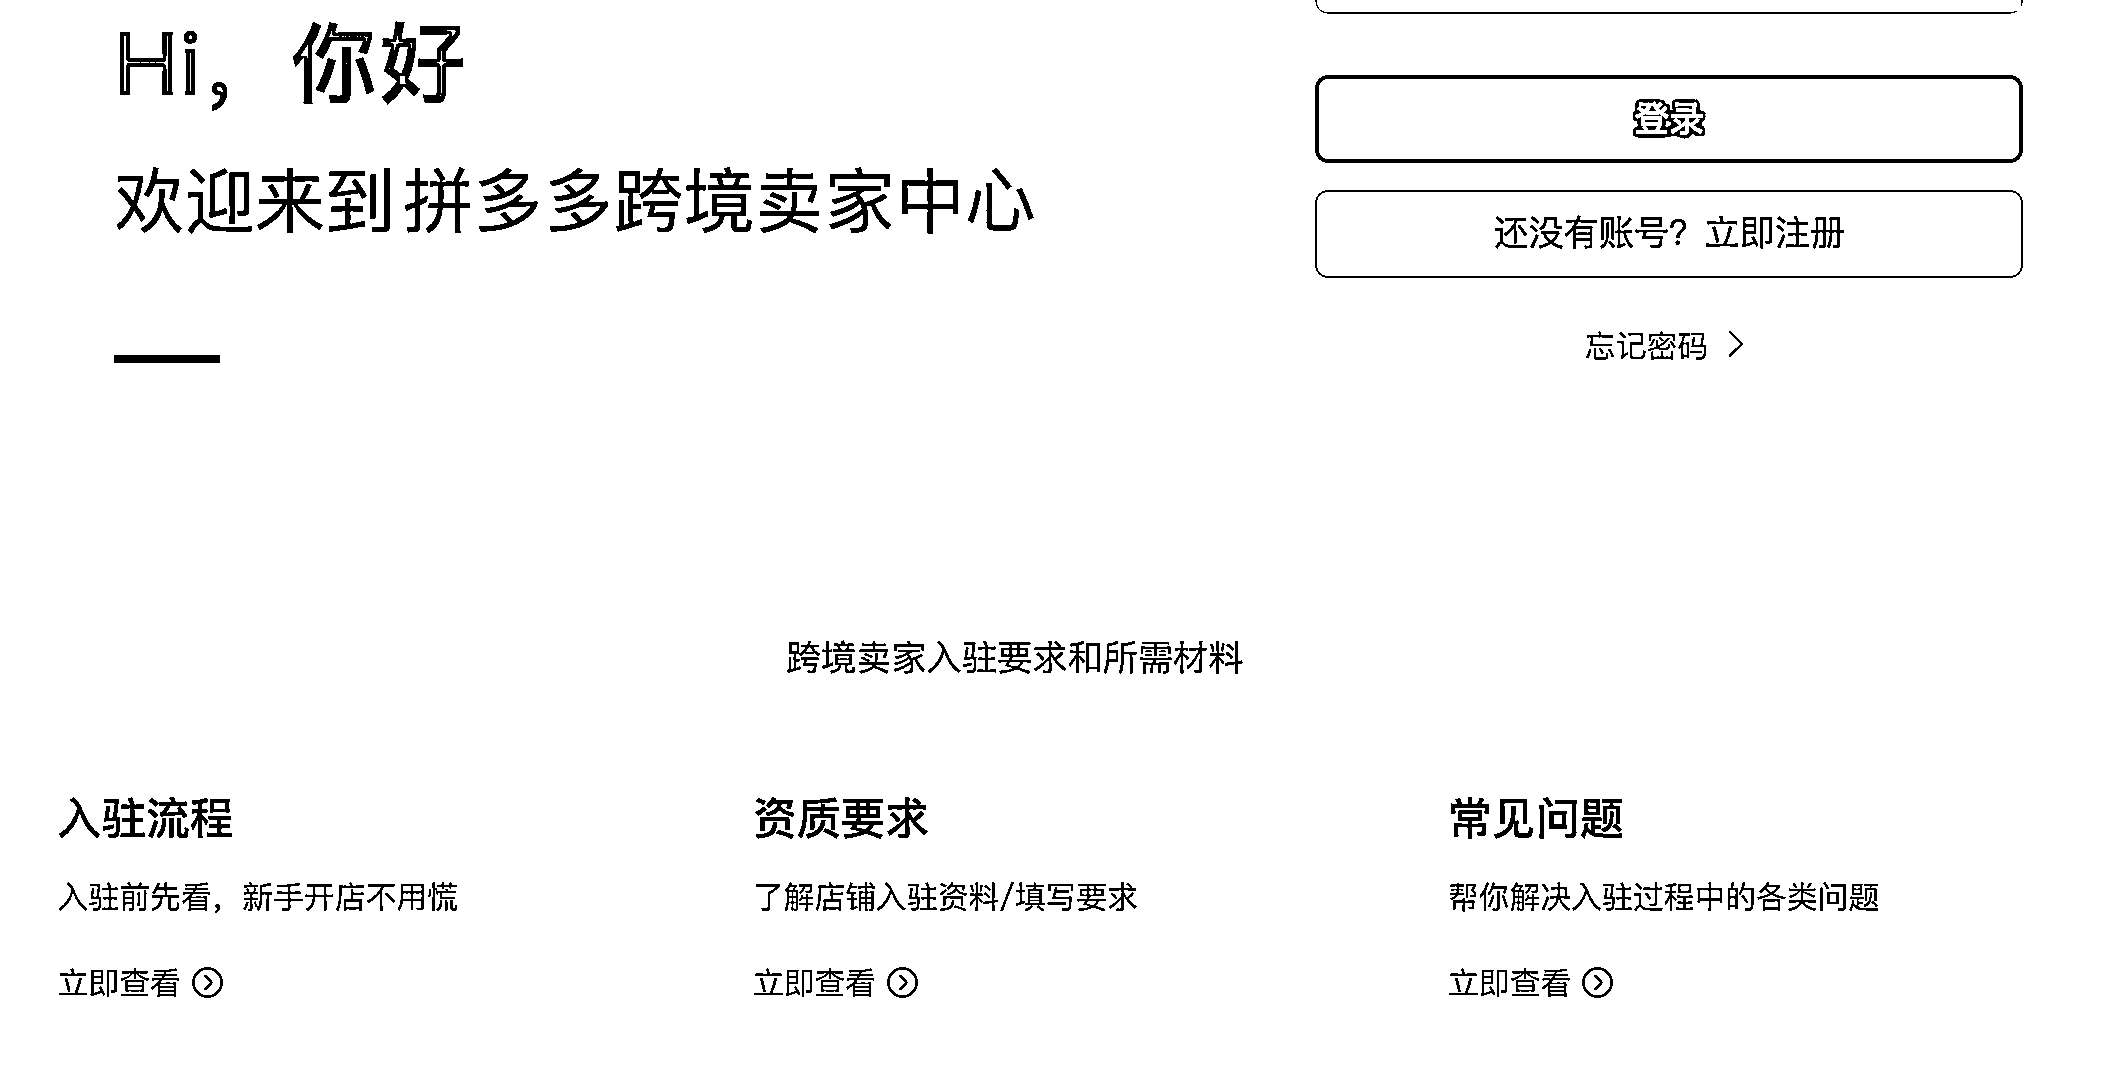 Hi，你好
欢迎来到拼多多跨境卖家中心
登录
还没有账号？立即注册
忘记密码
跨境卖家入驻要求和所需材料
入驻流程
入驻前先看，新手开店不用慌
立即查看
资质要求
了解店铺入驻资料/填写要求
立即查看
常见问题
帮你解决入驻过程中的各类问题
立即查看